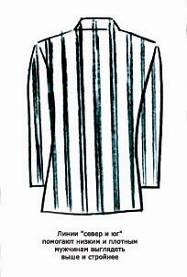 Линии "север и юг"
помогают низким и плотным
мужчинам выглядеть
выше и стройнее